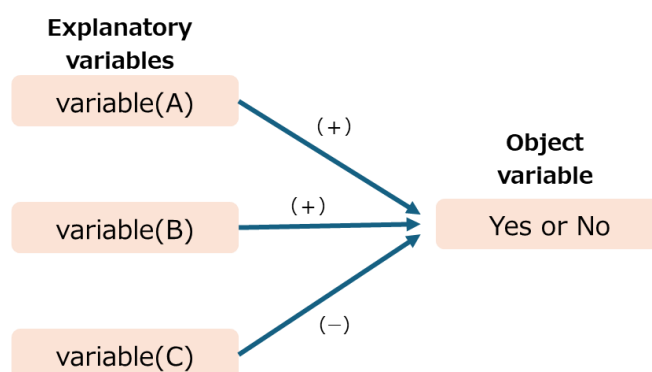 Explanatory
variables
variable(A)
(+)
Object
variable
variable(B)
(+)
Yes or No
(−)
variable(C)